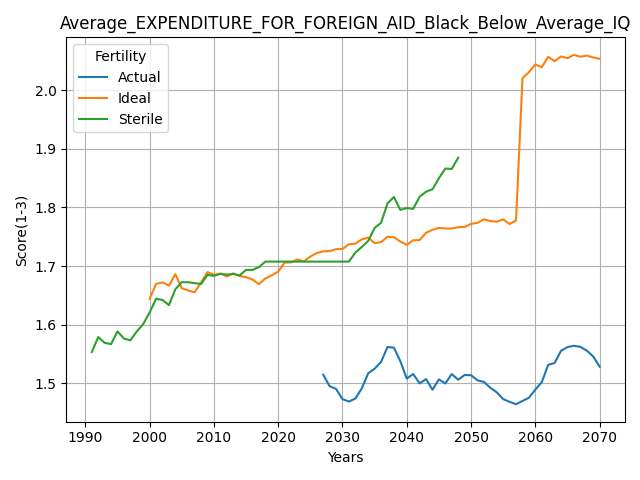 Average_EXPENDITURE_FOR_FOREIGN_AID_Black_Below_Average_IQ
Fertility
Actual
Ideal
Sterile
Score(1-3)
2.0
1.9
1.8
1.7
1.6
1.5
1990 2000 2010 2020 2030 2040 2050 2060 2070
Years